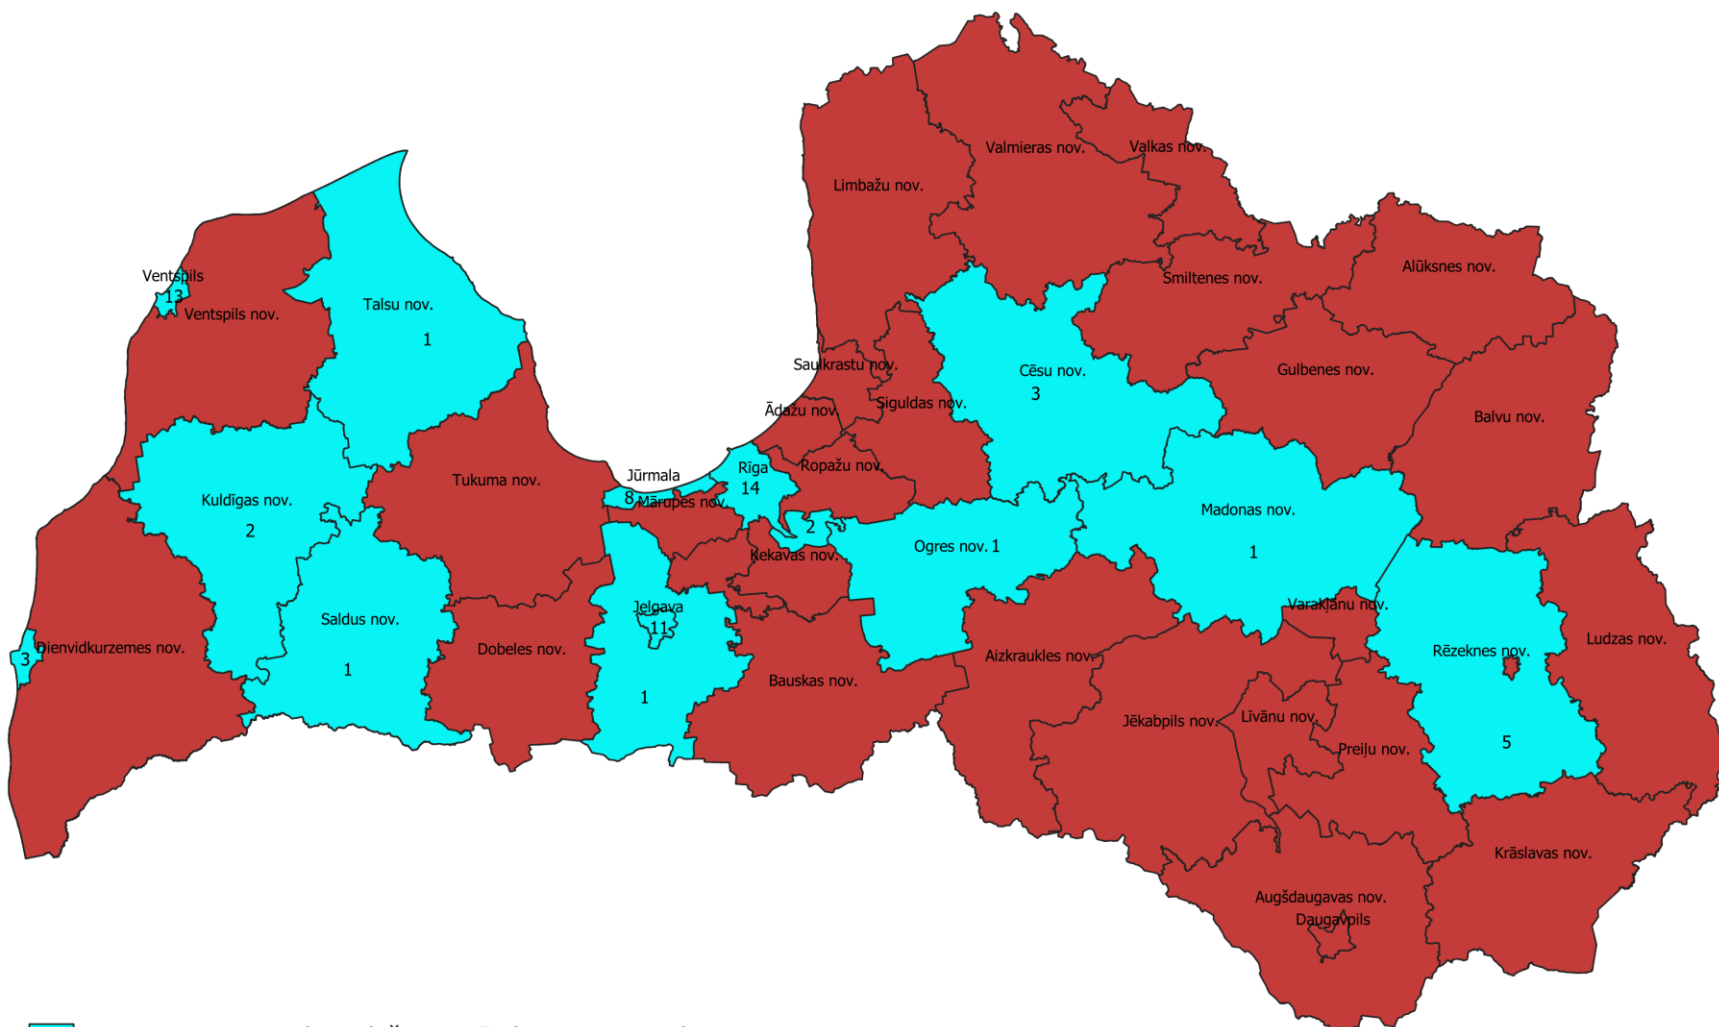 Valmieras nov.
Valkas nov.
Limbažu nov.
Alūksnes nov.
Ventspils
13
Smiltenes nov.
Talsu nov.
1
Ventspils nov.
Saulkrastu nov.
Cēsu nov.
3
Gulbenes nov.
Siguldas nov.
Ādažu nov.
Balvu nov.
Ropažu nov.
Rīga
14
Jūrmala
8
Mārupes nov.
Tukuma nov.
Kuldīgas nov.
2
2
Madonas nov.
1
Ogres nov. 1
Ķekavas nov.
Jelgava
11
Varakļānu nov.
Saldus nov.
1
Dienvidkurzemes nov.
3
Dobeles nov.
1
Bauskas nov.
Aizkraukles nov.
Rēzeknes nov.
5
Ludzas nov.
Jēkabpils nov.
Līvānu nov.
Preiļu nov.
Krāslavas nov.
Augšdaugavas nov.
Daugavpils